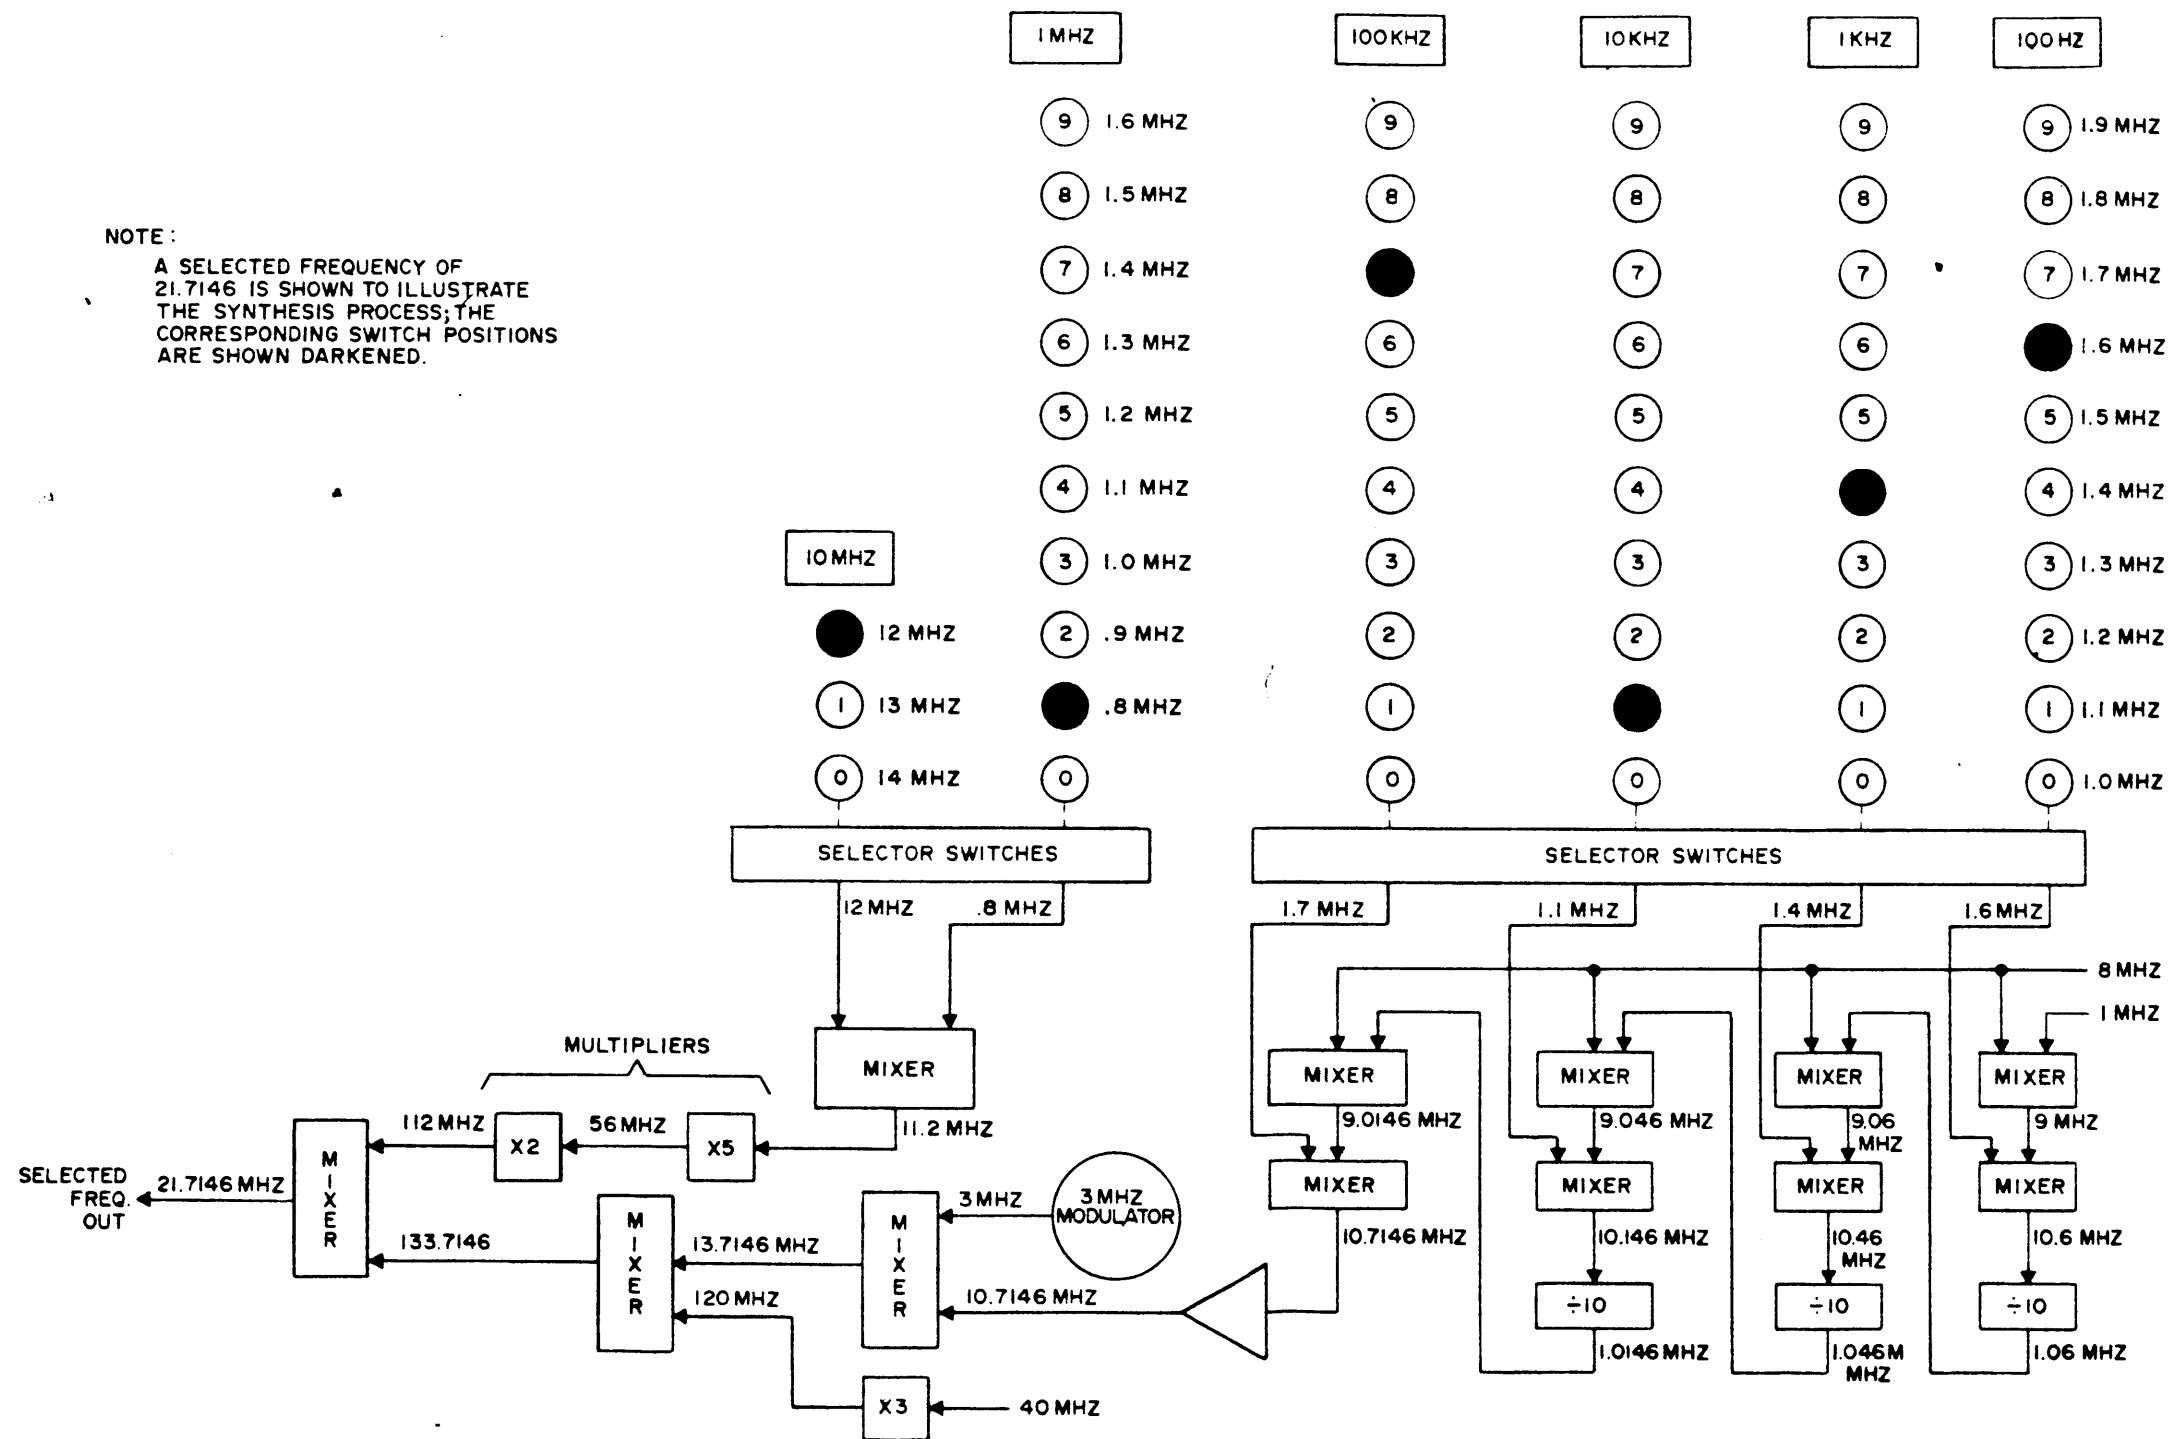 1 MHZ
100 KHZ
10 KHZ
1 KHZ
100 HZ
9 1.6 MHZ
9
9
9
9 1.9 MHZ
8 1.5 MHZ
8
8
8
8 1.8 MHZ
NOTE:
A SELECTED FREQUENCY OF
21.7146 IS SHOWN TO ILLUSTRATE
THE SYNTHESIS PROCESS; THE
CORRESPONDING SWITCH POSITIONS
ARE SHOWN DARKENED.
7 1.4 MHZ
7
7
7 1.7 MHZ
6 1.3 MHZ
6
6
6
1.6 MHZ
5 1.2 MHZ
5
5
5
5 1.5 MHZ
4 1.1 MHZ
4
4
4 1.4 MHZ
10 MHZ
3 1.0 MHZ
3
3
3
3 1.3 MHZ
12 MHZ
2 .9 MHZ
2
2
2
2 1.2 MHZ
1 13 MHZ
.8 MHZ
1
1
1 1.1 MHZ
0 14 MHZ
0
0
0
0
0 1.0 MHZ
SELECTOR SWITCHES
SELECTOR SWITCHES
12 MHZ
.8 MHZ
1.7 MHZ
1.1 MHZ
1.4 MHZ
1.6 MHZ
8 MHZ
1 MHZ
MULTIPLIERS
MIXER
MIXER
MIXER
MIXER
MIXER
112 MHZ
X2
56 MHZ
X5
11.2 MHZ
9.0146 MHZ
9.046 MHZ
9.06
MHZ
9 MHZ
SELECTED
FREQ.
OUT
21.7146 MHZ
MIXER
MIXER
MIXER
MIXER
MIXER
3 MHZ
3 MHZ
MODULATOR
133.7146
MIXER
13.7146 MHZ
MIXER
10.7146 MHZ
10.146 MHZ
10.46
MHZ
10.6 MHZ
120 MHZ
10.7146 MHZ
÷10
÷10
÷10
1.0146 MHZ
1.046M
MHZ
1.06 MHZ
X3
40 MHZ